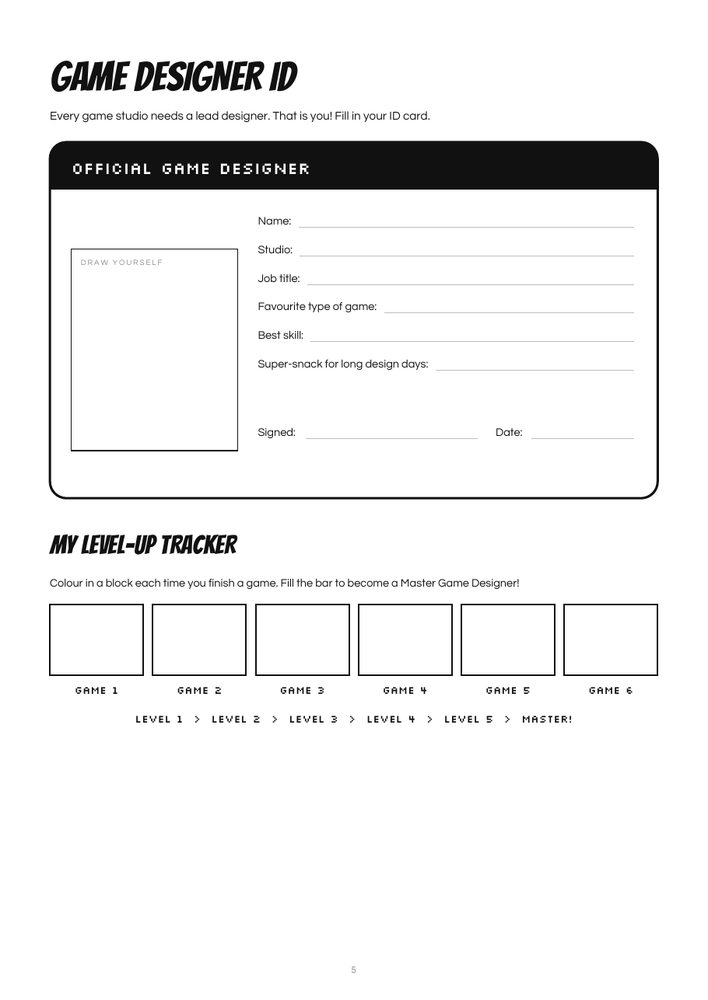 GAME DESIGNER ID
Every game studio needs a lead designer. That is you! Fill in your ID card.
OFFICIAL GAME DESIGNER
DRAW YOURSELF
Name:
Studio:
Job title:
Favourite type of game:
Best skill:
Super-snack for long design days:
Signed: Date:
MY LEVEL-UP TRACKER
Colour in a block each time you finish a game. Fill the bar to become a Master Game Designer!
GAME 1 GAME 2 GAME 3 GAME 4 GAME 5 GAME 6
LEVEL 1 > LEVEL 2 > LEVEL 3 > LEVEL 4 > LEVEL 5 > MASTER!
5